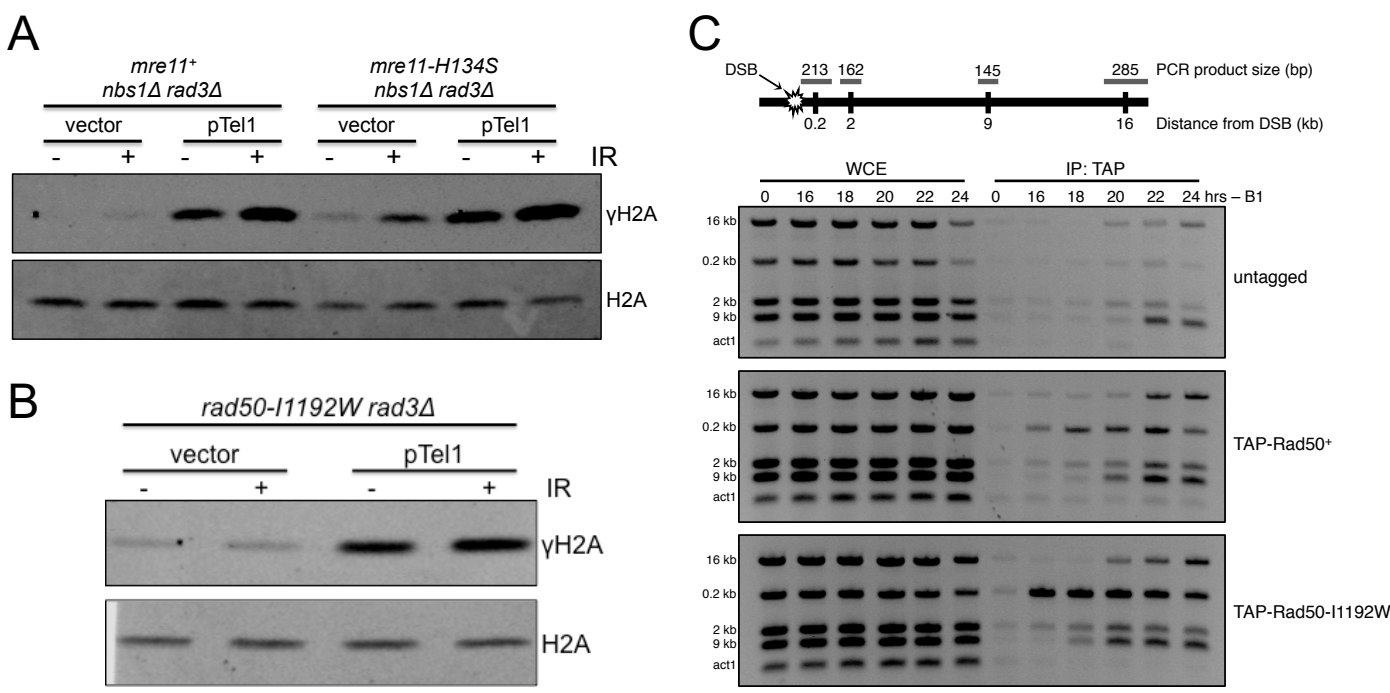 A
mre11+ mre11-H134S
nbs1Δ rad3Δ nbs1Δ rad3Δ
vector pTel1 vector pTel1
- + - + - + - + IR
γH2A
H2A
B
rad50-I1192W rad3Δ
vector pTel1
- + - + IR
γH2A
H2A
C
DSB 213 162 145 285 PCR product size (bp)
0.2 2 9 16 Distance from DSB (kb)
WCE IP: TAP
0 16 18 20 22 24 0 16 18 20 22 24 hrs – B1
16 kb
0.2 kb
untagged
2 kb
9 kb
act1
16 kb
0.2 kb
TAP-Rad50+
2 kb
9 kb
act1
16 kb
0.2 kb
TAP-Rad50-I1192W
2 kb
9 kb
act1